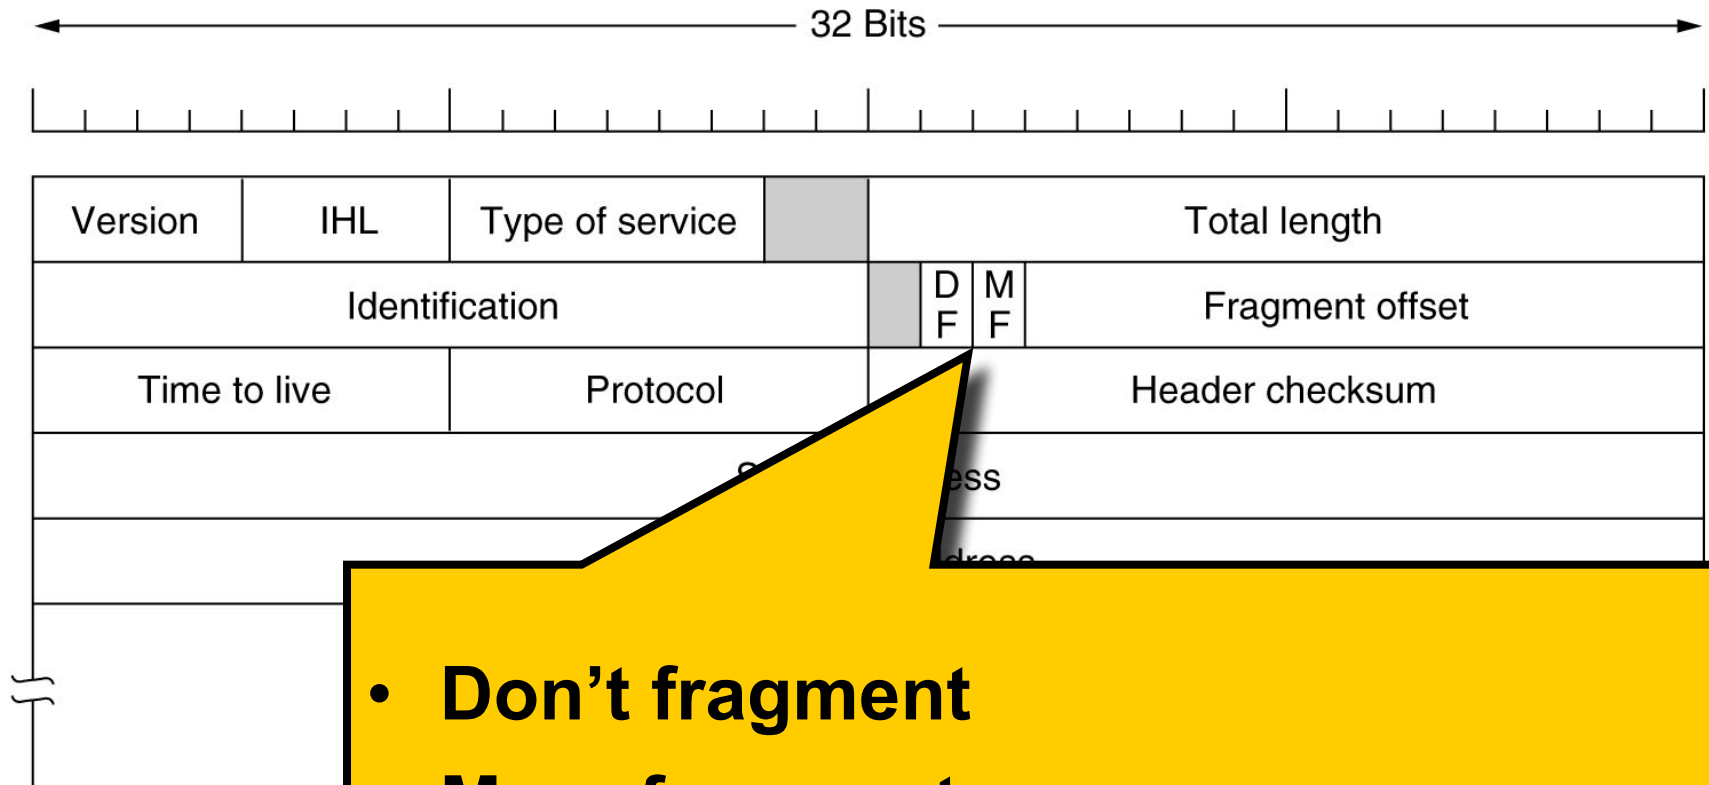 32 Bits
Version IHL Type of service Total length
Identification D F M F Fragment offset
Time to live Protocol Header checksum
• Don’t fragment